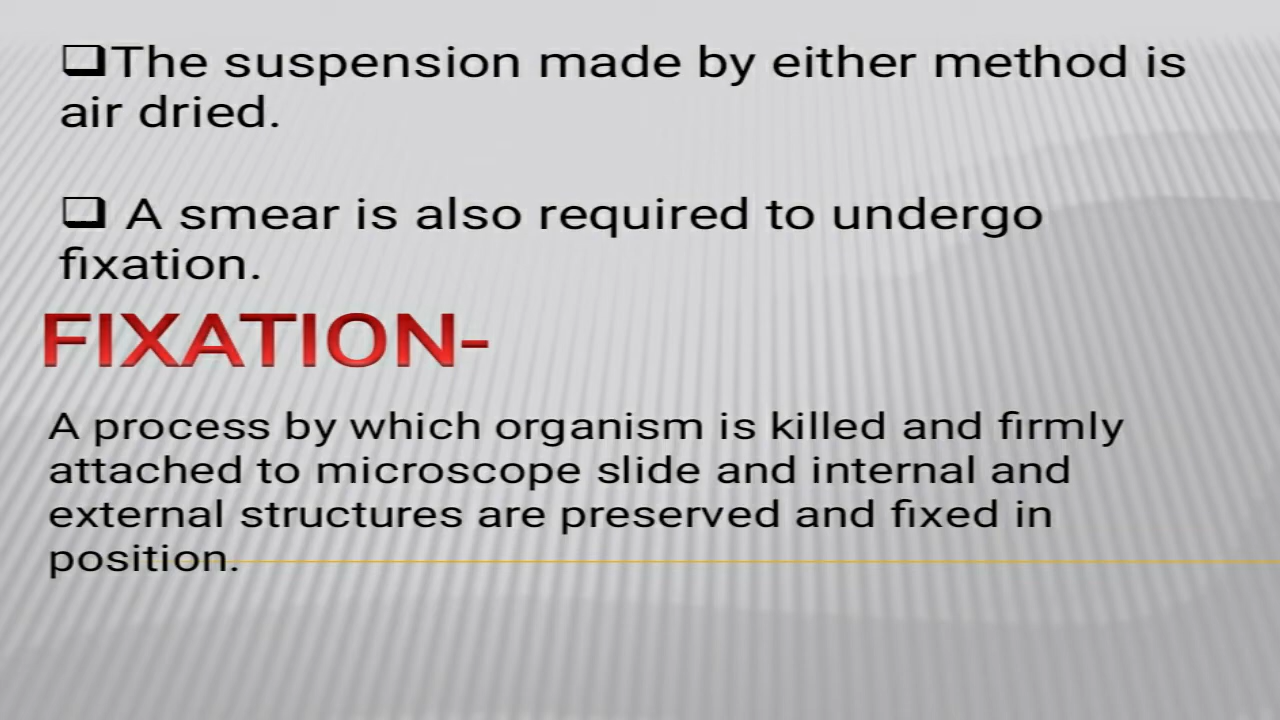 ❑The suspension made by either method is
air dried.
❑ A smear is also required to undergo
fixation.
FIXATION-
A process by which organism is killed and firmly
attached to microscope slide and internal and
external structures are preserved and fixed in
position.